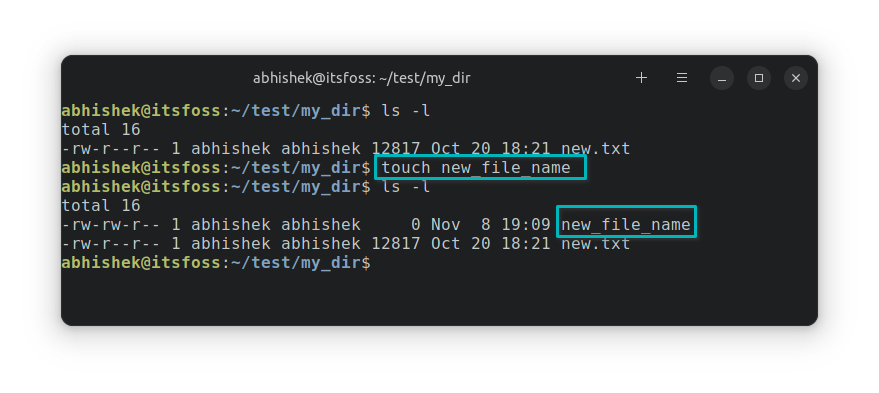 abhishek@itsfoss: ~/test/my_dir
abhishek@itsfoss:~/test/my_dir$ ls -l
total 16
-rw-r--r-- 1 abhishek abhishek 12817 Oct 20 18:21 new.txt
abhishek@itsfoss:~/test/my_dir$ touch new_file_name
abhishek@itsfoss:~/test/my_dir$ ls -l
total 16
-rw-rw-r-- 1 abhishek abhishek     0 Nov  8 19:09 new_file_name
-rw-r--r-- 1 abhishek abhishek 12817 Oct 20 18:21 new.txt
abhishek@itsfoss:~/test/my_dir$